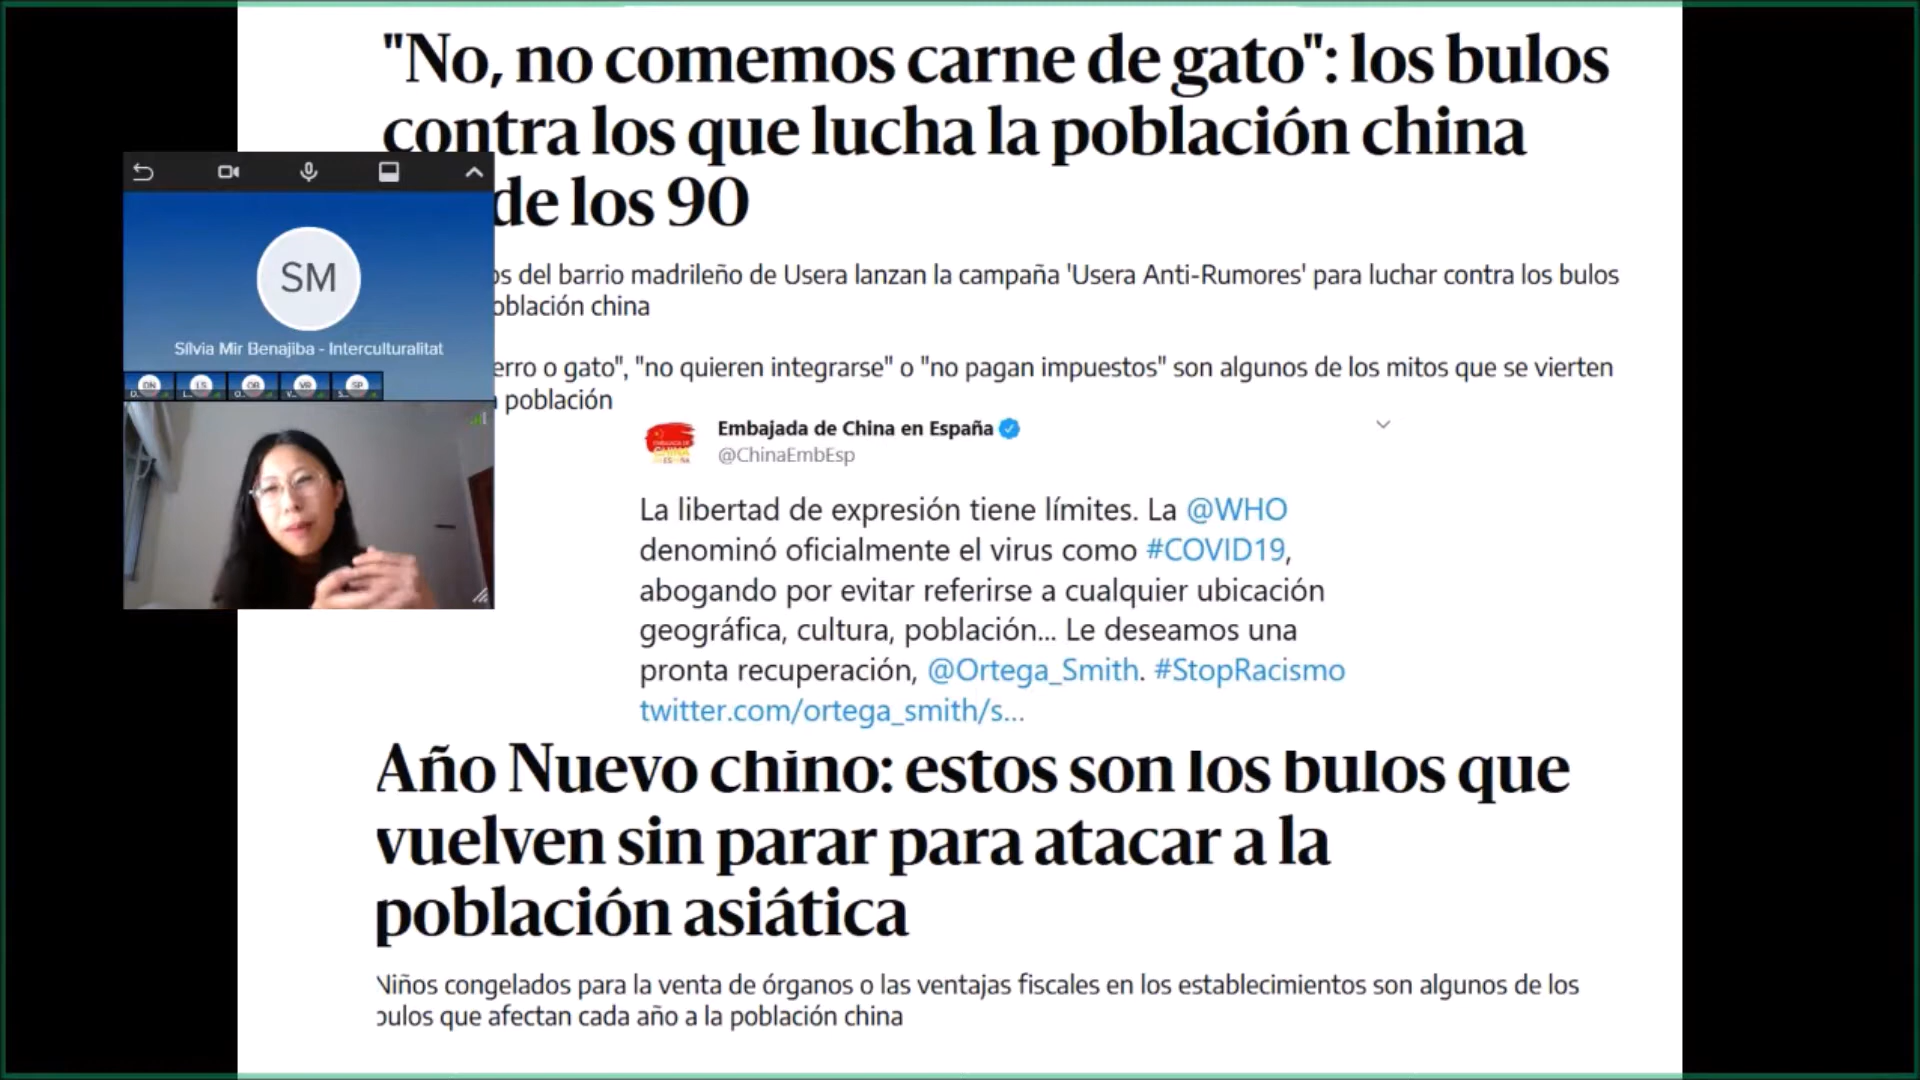 "No, no comemos carne de gato": los bulos
contra los que lucha la población china
de los 90
os del barrio madrileño de Usera lanzan la campaña 'Usera Anti-Rumores' para luchar contra los bulos
oblación china
erro o gato", "no quieren integrarse" o "no pagan impuestos" son algunos de los mitos que se vierten
población
SM
Sílvia Mir Benajiba - Interculturalitat
DN
LS
OB
VR
SP
Embajada de China en España
@ChinaEmbEsp
La libertad de expresión tiene límites. La @WHO
denominó oficialmente el virus como #COVID19,
abogando por evitar referirse a cualquier ubicación
geográfica, cultura, población... Le deseamos una
pronta recuperación, @Ortega_Smith. #StopRacismo
twitter.com/ortega_smith/s...
Año Nuevo chino: estos son los bulos que
vuelven sin parar para atacar a la
población asiática
Niños congelados para la venta de órganos o las ventajas fiscales en los establecimientos son algunos de los
bulos que afectan cada año a la población china